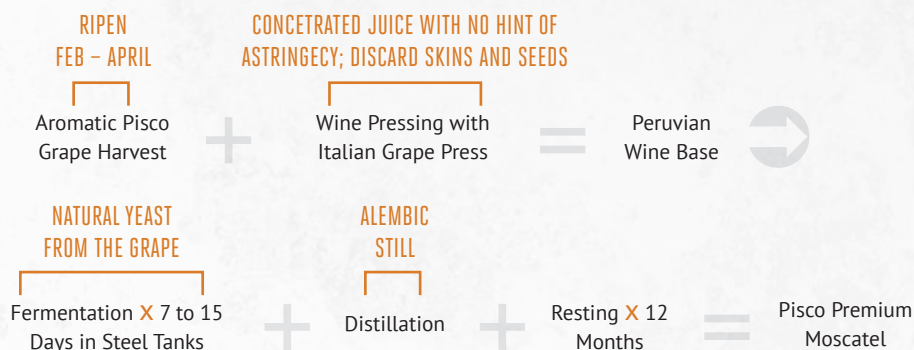 RIPEN
FEB – APRIL
CONCETRATED JUICE WITH NO HINT OF
ASTRINGECY; DISCARD SKINS AND SEEDS
Aromatic Pisco
Grape Harvest
+
Wine Pressing with
Italian Grape Press
=
Peruvian
Wine Base
NATURAL YEAST
FROM THE GRAPE
ALEMBIC
STILL
Fermentation X 7 to 15
Days in Steel Tanks
+
Distillation
+
Resting X 12
Months
=
Pisco Premium
Moscatel